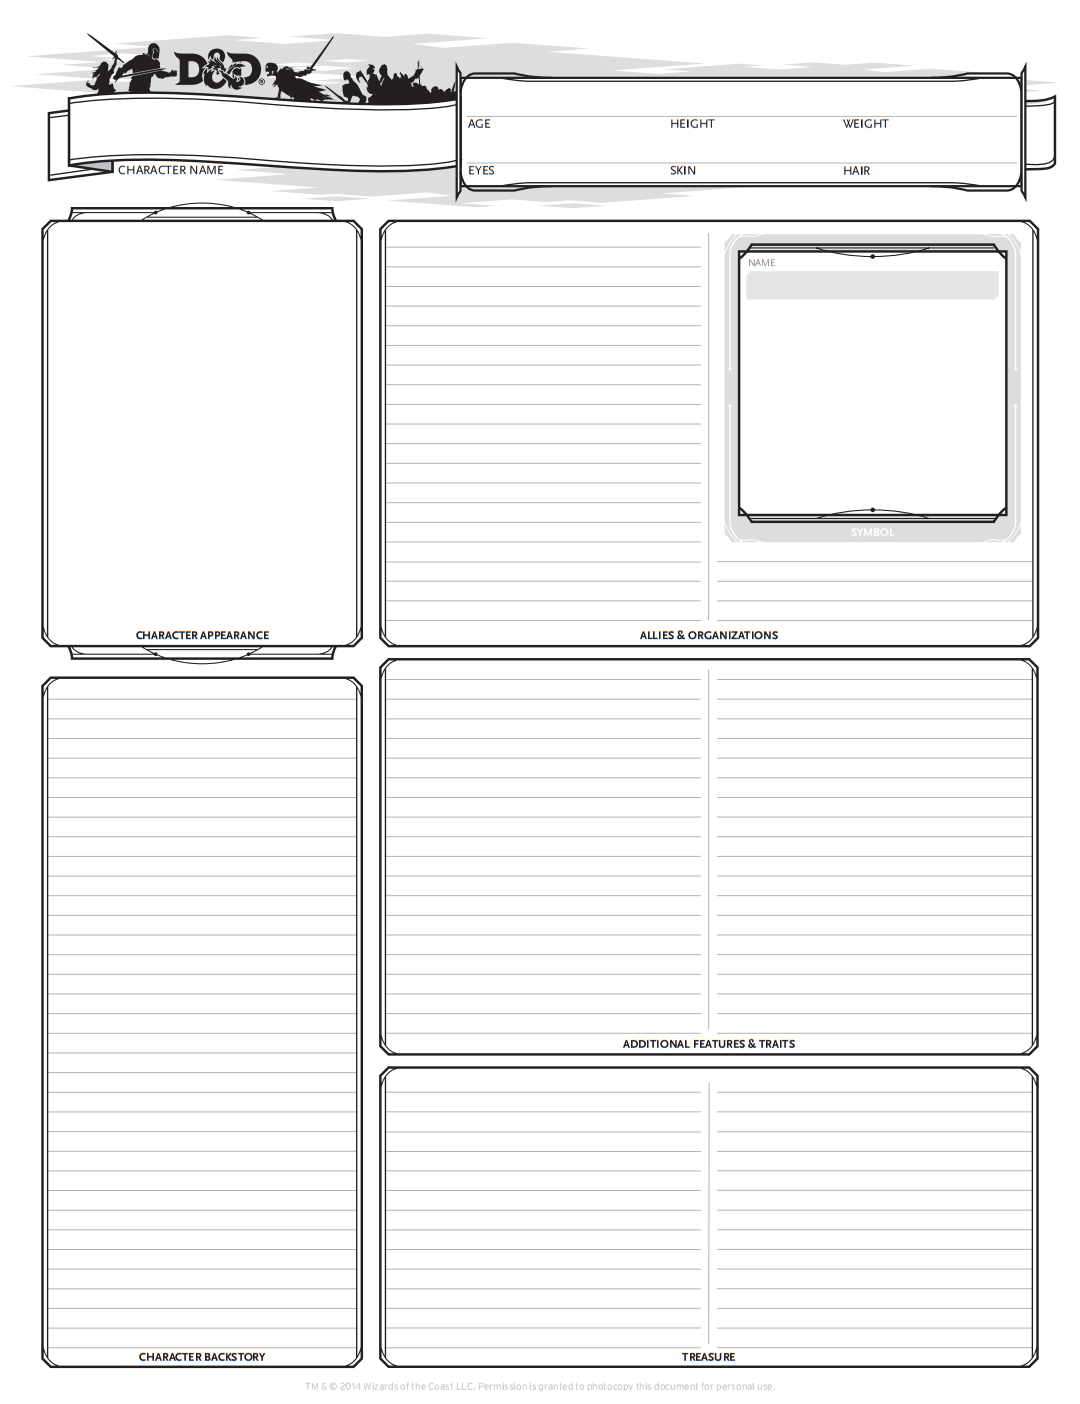 D&D®
AGE HEIGHT WEIGHT
CHARACTER NAME
EYES SKIN HAIR
NAME
SYMBOL
CHARACTER APPEARANCE
ALLIES & ORGANIZATIONS
ADDITIONAL FEATURES & TRAITS
CHARACTER BACKSTORY
TREASURE
TM & © 2014 Wizards of the Coast LLC. Permission is granted to photocopy this document for personal use.